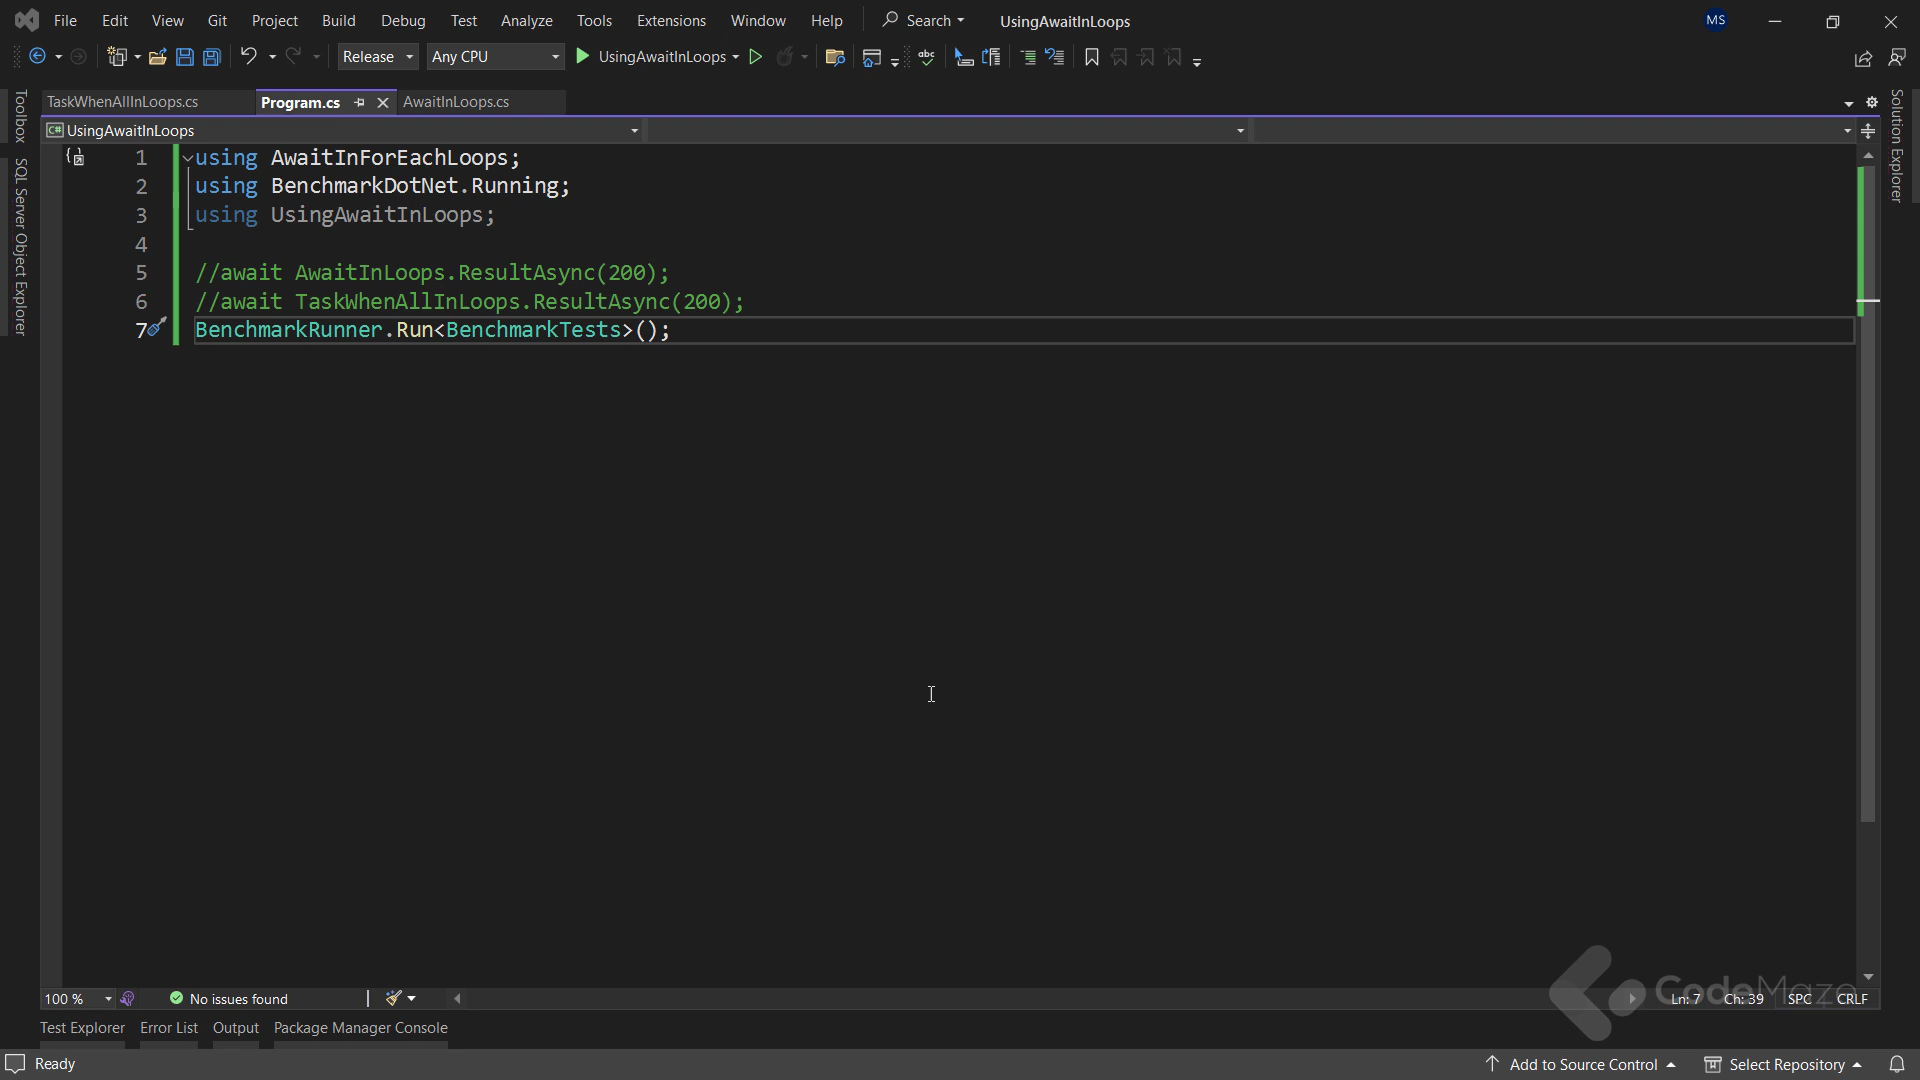 File Edit View Git Project Build Debug Test Analyze Tools Extensions Window Help Search UsingAwaitInLoops MS
Release Any CPU UsingAwaitInLoops abc
TaskWhenAllInLoops.cs Program.cs AwaitInLoops.cs
C# UsingAwaitInLoops
Toolbox
SQL Server Object Explorer
Solution Explorer
1 using AwaitInForEachLoops;
2 using BenchmarkDotNet.Running;
3 using UsingAwaitInLoops;
4
5 //await AwaitInLoops.ResultAsync(200);
6 //await TaskWhenAllInLoops.ResultAsync(200);
7 BenchmarkRunner.Run<BenchmarkTests>();
100 % No issues found Ln: 7 Ch: 39 SPC CRLF
CodeMaze
Test Explorer Error List Output Package Manager Console
Ready Add to Source Control Select Repository